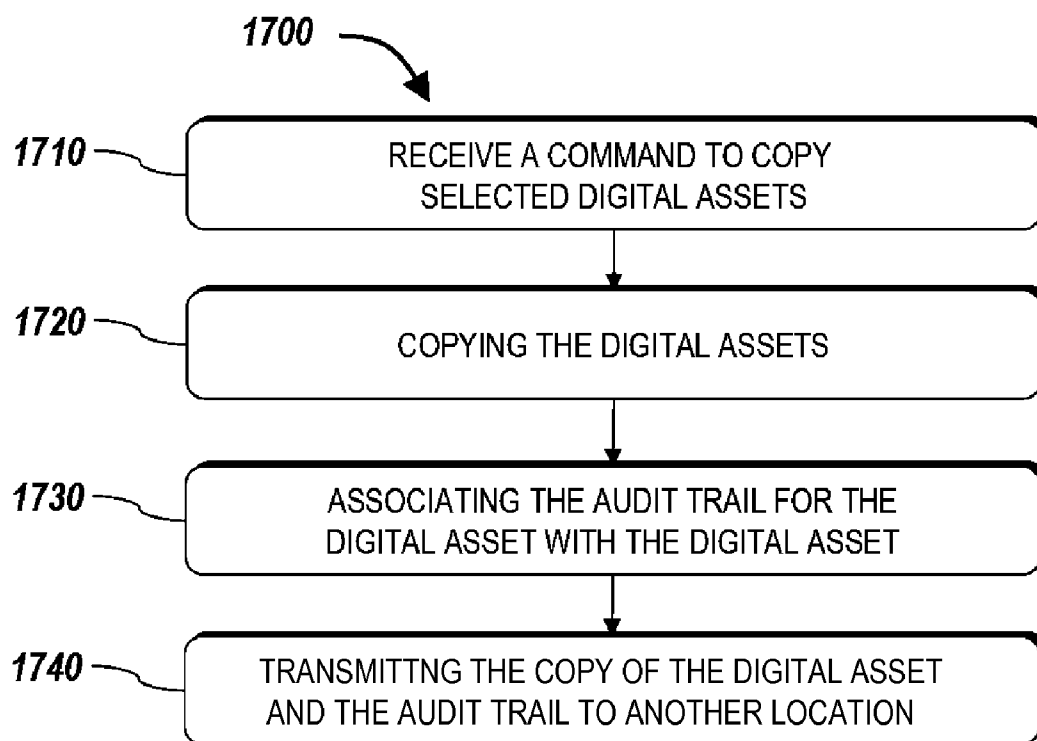 1700
1710
RECEIVE A COMMAND TO COPY
SELECTED DIGITAL ASSETS
1720
COPYING THE DIGITAL ASSETS
1730
ASSOCIATING THE AUDIT TRAIL FOR THE
DIGITAL ASSET WITH THE DIGITAL ASSET
1740
TRANSMITTNG THE COPY OF THE DIGITAL ASSET
AND THE AUDIT TRAIL TO ANOTHER LOCATION